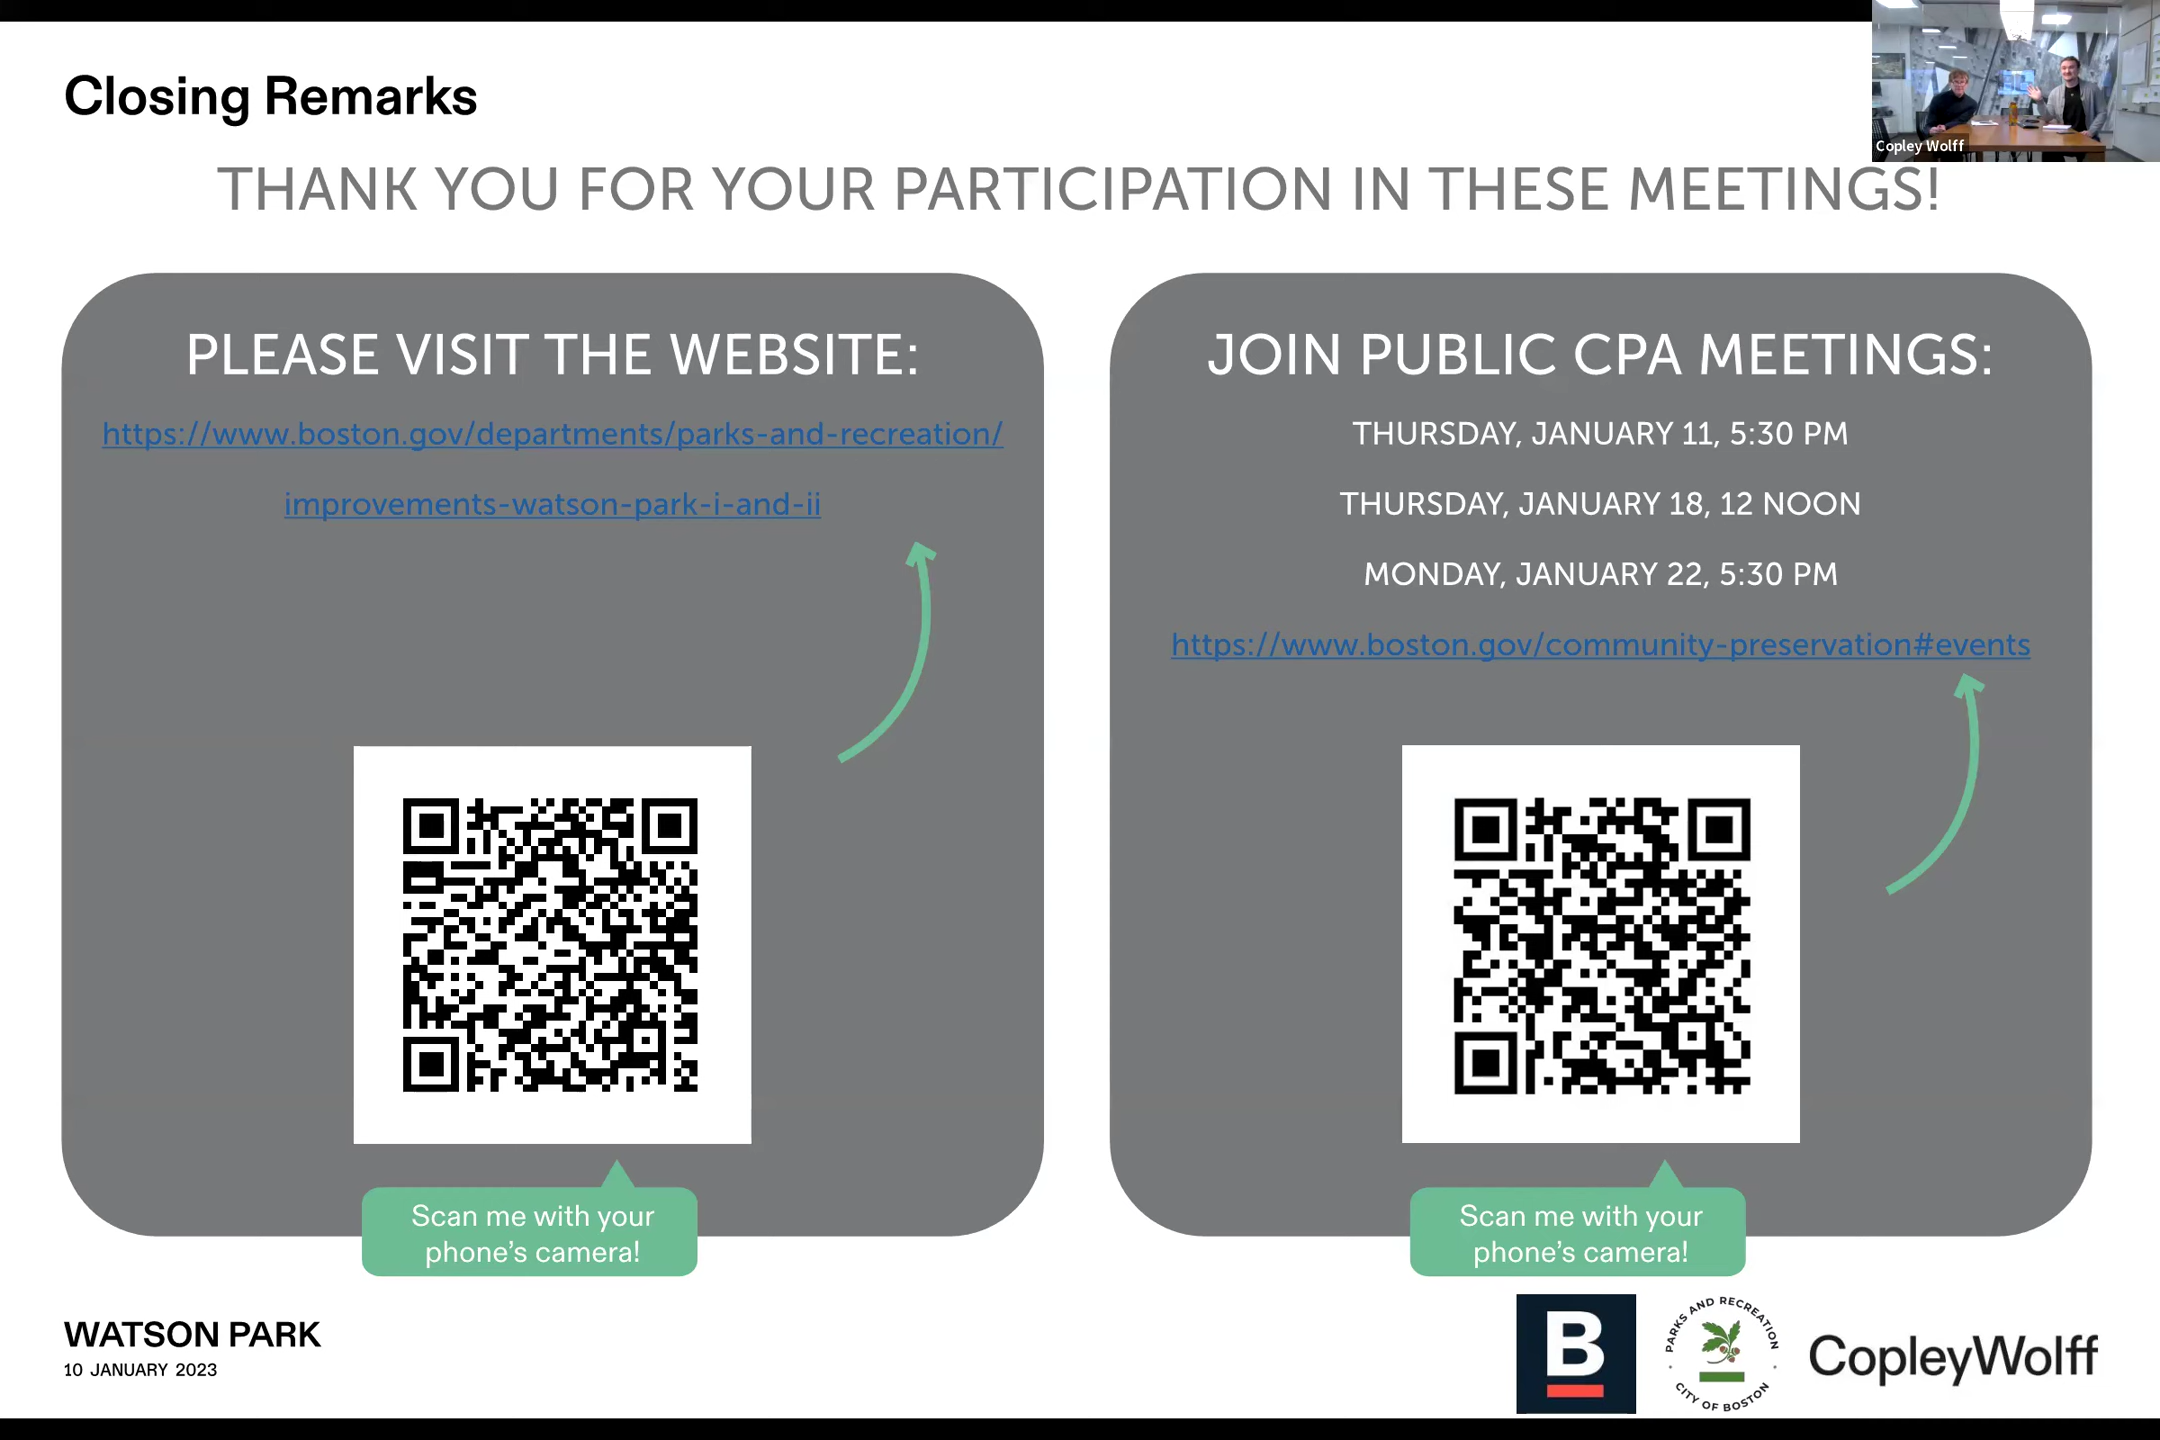 Closing Remarks
Copley Wolff
THANK YOU FOR YOUR PARTICIPATION IN THESE MEETINGS!
PLEASE VISIT THE WEBSITE:
https://www.boston.gov/departments/parks-and-recreation/
improvements-watson-park-i-and-ii
Scan me with your
phone's camera!
JOIN PUBLIC CPA MEETINGS:
THURSDAY, JANUARY 11, 5:30 PM
THURSDAY, JANUARY 18, 12 NOON
MONDAY, JANUARY 22, 5:30 PM
https://www.boston.gov/community-preservation#events
Scan me with your
phone's camera!
WATSON PARK
10 JANUARY 2023
B
PARKS AND RECREATION
CITY OF BOSTON
CopleyWolff